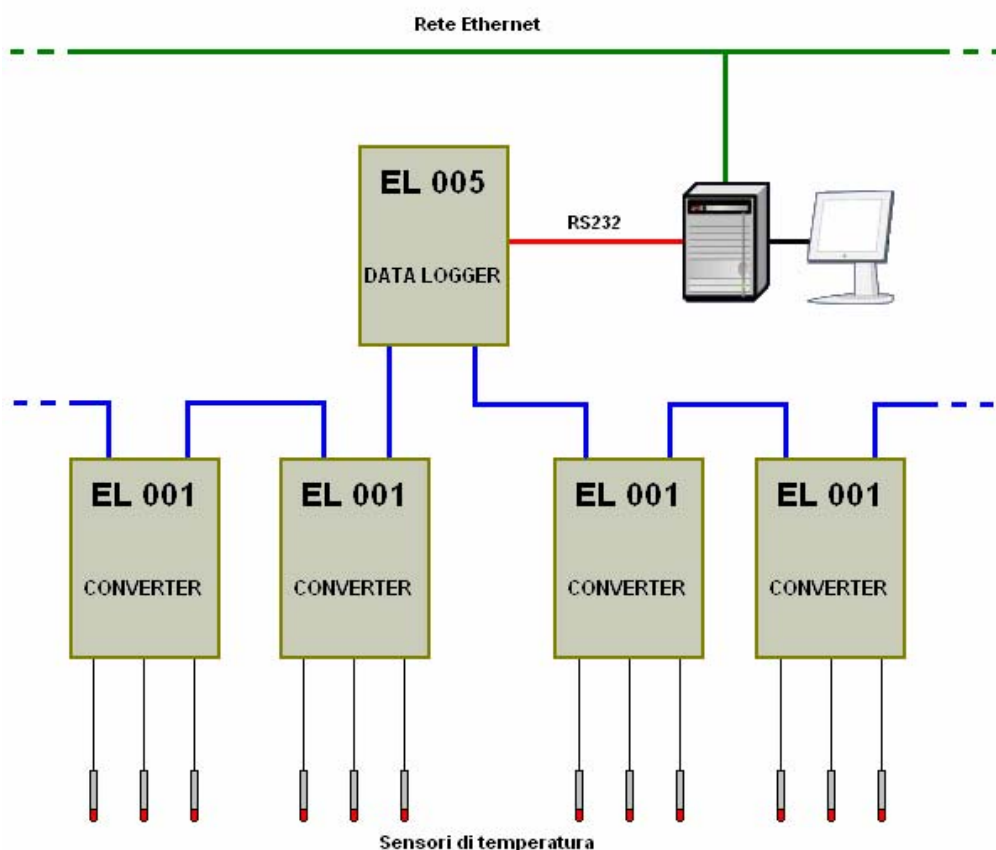 Rete Ethernet
EL 005
DATA LOGGER
RS232
EL 001
CONVERTER
EL 001
CONVERTER
EL 001
CONVERTER
EL 001
CONVERTER
Sensori di temperatura